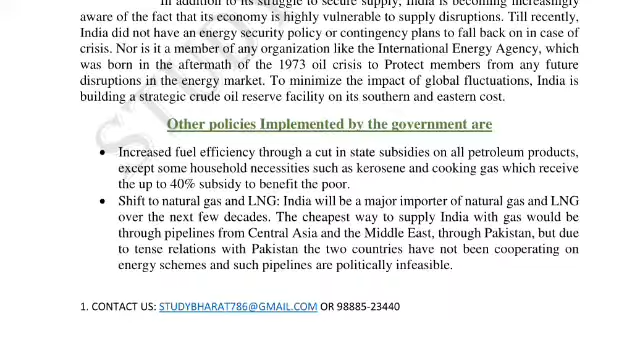 In addition to its struggle to secure supply, India is becoming increasingly
aware of the fact that its economy is highly vulnerable to supply disruptions. Till recently,
India did not have an energy security policy or contingency plans to fall back on in case of
crisis. Nor is it a member of any organization like the International Energy Agency, which
was born in the aftermath of the 1973 oil crisis to Protect members from any future
disruptions in the energy market. To minimize the impact of global fluctuations, India is
building a strategic crude oil reserve facility on its southern and eastern cost.
Other policies Implemented by the government are
• Increased fuel efficiency through a cut in state subsidies on all petroleum products,
except some household necessities such as kerosene and cooking gas which receive
the up to 40% subsidy to benefit the poor.
• Shift to natural gas and LNG: India will be a major importer of natural gas and LNG
over the next few decades. The cheapest way to supply India with gas would be
through pipelines from Central Asia and the Middle East, through Pakistan, but due
to tense relations with Pakistan the two countries have not been cooperating on
energy schemes and such pipelines are politically infeasible.
1. CONTACT US: STUDYBHARAT786@GMAIL.COM OR 98885-23440